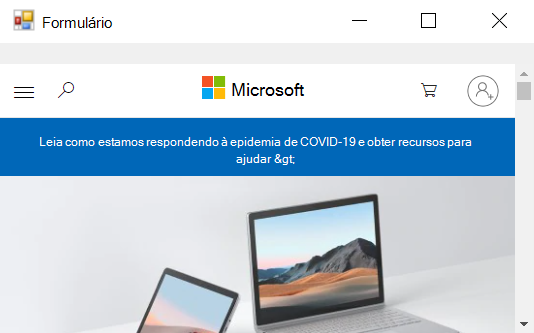 Formulário
Microsoft
Leia como estamos respondendo à epidemia de COVID-19 e obter recursos para
ajudar &gt;